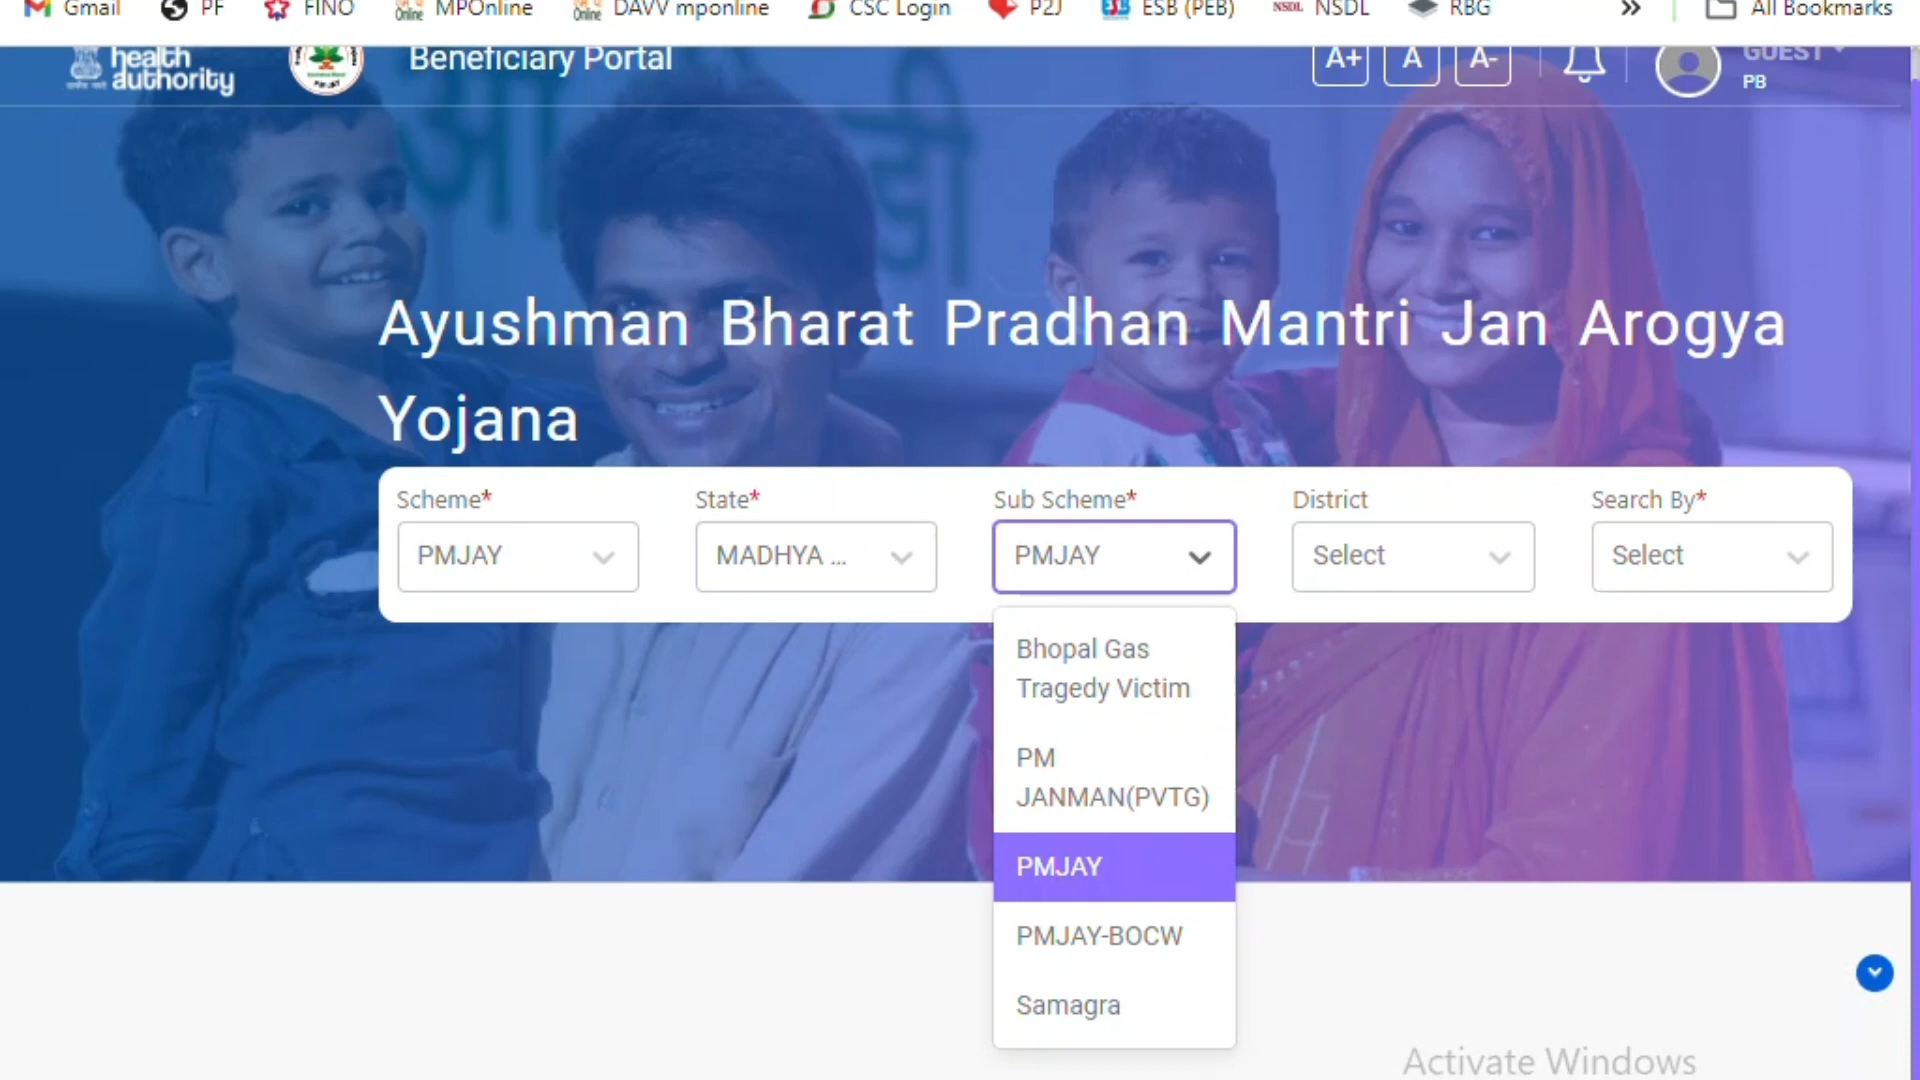 Gmail PF FINO MPOnline DAVV mponline CSC Login P2J ESB (PEB) NSDL NSDL RBG All Bookmarks
health
authority
Beneficiary Portal
A+ A A-
GUEST
PB
Ayushman Bharat Pradhan Mantri Jan Arogya
Yojana
Scheme* State* Sub Scheme* District Search By*
PMJAY MADHYA ... PMJAY Select Select
Bhopal Gas
Tragedy Victim
PM
JANMAN(PVTG)
PMJAY
PMJAY-BOCW
Samagra
Activate Windows